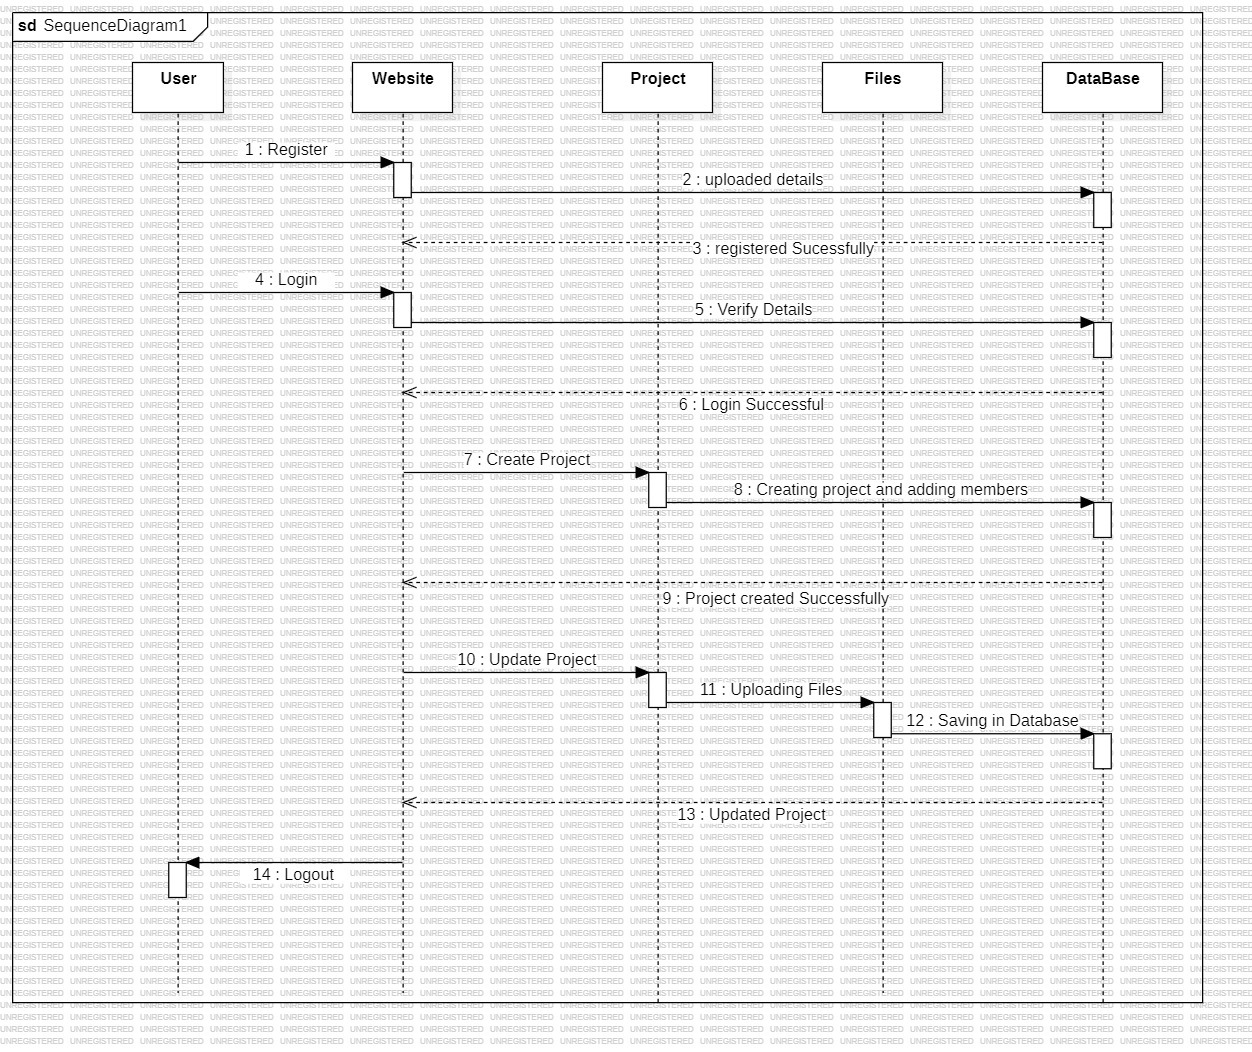 sd SequenceDiagram1
User
Website
Project
Files
DataBase
1 : Register
2 : uploaded details
3 : registered Sucessfully
4 : Login
5 : Verify Details
6 : Login Successful
7 : Create Project
8 : Creating project and adding members
9 : Project created Successfully
10 : Update Project
11 : Uploading Files
12 : Saving in Database
13 : Updated Project
14 : Logout
UNREGISTERED